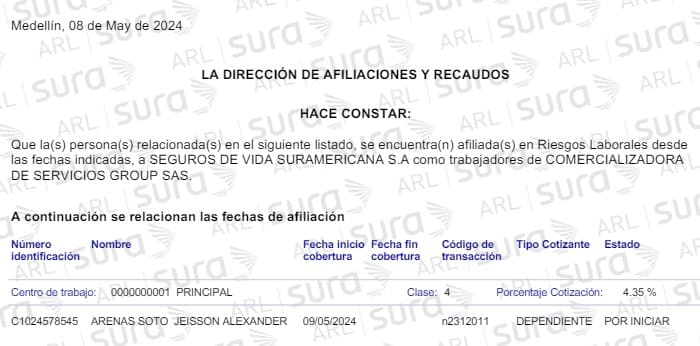 Medellín, 08 de May de 2024
LA DIRECCIÓN DE AFILIACIONES Y RECAUDOS
HACE CONSTAR:
Que la(s) persona(s) relacionada(s) en el siguiente listado, se encuentra(n) afiliada(s) en Riesgos Laborales desde
las fechas indicadas, a SEGUROS DE VIDA SURAMERICANA S.A como trabajadores de COMERCIALIZADORA
DE SERVICIOS GROUP SAS.
A continuación se relacionan las fechas de afiliación
Número identificación Nombre Fecha inicio cobertura Fecha fin cobertura Código de transacción Tipo Cotizante Estado
Centro de trabajo: 0000000001 PRINCIPAL Clase: 4 Porcentaje Cotización: 4.35 %
C1024578545 ARENAS SOTO JEISSON ALEXANDER 09/05/2024 n2312011 DEPENDIENTE POR INICIAR
ARL sura